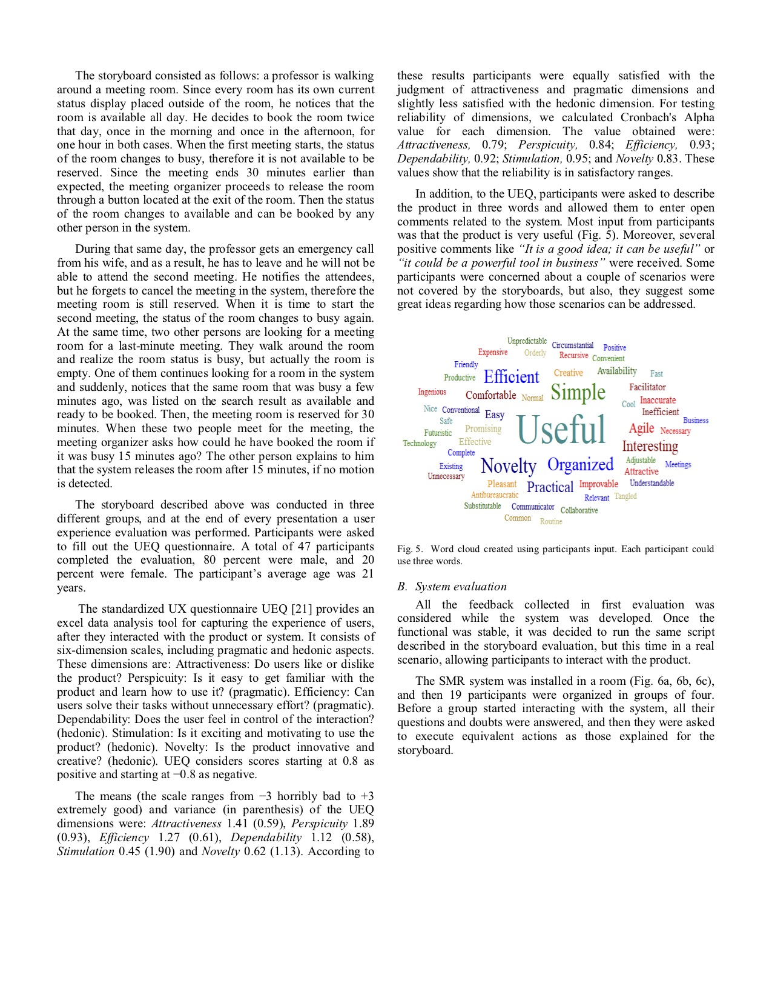 The storyboard consisted as follows: a professor is walking
around a meeting room. Since every room has its own current
status display placed outside of the room, he notices that the
room is available all day. He decides to book the room twice
that day, once in the morning and once in the afternoon, for
one hour in both cases. When the first meeting starts, the status
of the room changes to busy, therefore it is not available to be
reserved. Since the meeting ends 30 minutes earlier than
expected, the meeting organizer proceeds to release the room
through a button located at the exit of the room. Then the status
of the room changes to available and can be booked by any
other person in the system.
During that same day, the professor gets an emergency call
from his wife, and as a result, he has to leave and he will not be
able to attend the second meeting. He notifies the attendees,
but he forgets to cancel the meeting in the system, therefore the
meeting room is still reserved. When it is time to start the
second meeting, the status of the room changes to busy again.
At the same time, two other persons are looking for a meeting
room for a last-minute meeting. They walk around the room
and realize the room status is busy, but actually the room is
empty. One of them continues looking for a room in the system
and suddenly, notices that the same room that was busy a few
minutes ago, was listed on the search result as available and
ready to be booked. Then, the meeting room is reserved for 30
minutes. When these two people meet for the meeting, the
meeting organizer asks how could he have booked the room if
it was busy 15 minutes ago? The other person explains to him
that the system releases the room after 15 minutes, if no motion
is detected.
The storyboard described above was conducted in three
different groups, and at the end of every presentation a user
experience evaluation was performed. Participants were asked
to fill out the UEQ questionnaire. A total of 47 participants
completed the evaluation, 80 percent were male, and 20
percent were female. The participant's average age was 21
years.
The standardized UX questionnaire UEQ [21] provides an
excel data analysis tool for capturing the experience of users,
after they interacted with the product or system. It consists of
six-dimension scales, including pragmatic and hedonic aspects.
These dimensions are: Attractiveness: Do users like or dislike
the product? Perspicuity: Is it easy to get familiar with the
product and learn how to use it? (pragmatic). Efficiency: Can
users solve their tasks without unnecessary effort? (pragmatic).
Dependability: Does the user feel in control of the interaction?
(hedonic). Stimulation: Is it exciting and motivating to use the
product? (hedonic). Novelty: Is the product innovative and
creative? (hedonic). UEQ considers scores starting at 0.8 as
positive and starting at −0.8 as negative.
The means (the scale ranges from −3 horribly bad to +3
extremely good) and variance (in parenthesis) of the UEQ
dimensions were: Attractiveness 1.41 (0.59), Perspicuity 1.89
(0.93), Efficiency 1.27 (0.61), Dependability 1.12 (0.58),
Stimulation 0.45 (1.90) and Novelty 0.62 (1.13). According to
these results participants were equally satisfied with the
judgment of attractiveness and pragmatic dimensions and
slightly less satisfied with the hedonic dimension. For testing
reliability of dimensions, we calculated Cronbach's Alpha
value for each dimension. The value obtained were:
Attractiveness, 0.79; Perspicuity, 0.84; Efficiency, 0.93;
Dependability, 0.92; Stimulation, 0.95; and Novelty 0.83. These
values show that the reliability is in satisfactory ranges.
In addition, to the UEQ, participants were asked to describe
the product in three words and allowed them to enter open
comments related to the system. Most input from participants
was that the product is very useful (Fig. 5). Moreover, several
positive comments like “It is a good idea; it can be useful” or
“it could be a powerful tool in business” were received. Some
participants were concerned about a couple of scenarios were
not covered by the storyboards, but also, they suggest some
great ideas regarding how those scenarios can be addressed.
Unpredictable Circumstantial Positive
Expensive Orderly Recursive Convenient
Friendly Efficient Creative Availability Fast
Productive
Ingenious Comfortable Normal Simple Facilitator
Cool Inaccurate
Nice Conventional Easy Inefficient
Safe Useful Business
Futuristic Promising Agile Necessary
Technology Effective Interesting
Complete
Existing Novelty Organized Adjustable Meetings
Unnecessary Attractive
Pleasant Practical Improvable Understandable
Antibureaucratic Relevant Tangled
Substitutable Communicator Collaborative
Common Routine
Fig. 5. Word cloud created using participants input. Each participant could
use three words.
B. System evaluation
All the feedback collected in first evaluation was
considered while the system was developed. Once the
functional was stable, it was decided to run the same script
described in the storyboard evaluation, but this time in a real
scenario, allowing participants to interact with the product.
The SMR system was installed in a room (Fig. 6a, 6b, 6c),
and then 19 participants were organized in groups of four.
Before a group started interacting with the system, all their
questions and doubts were answered, and then they were asked
to execute equivalent actions as those explained for the
storyboard.